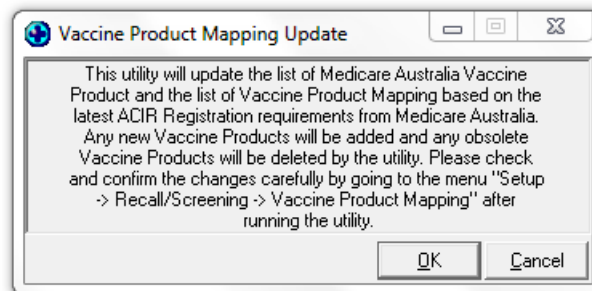 Vaccine Product Mapping Update
This utility will update the list of Medicare Australia Vaccine
Product and the list of Vaccine Product Mapping based on the
latest ACIR Registration requirements from Medicare Australia.
Any new Vaccine Products will be added and any obsolete
Vaccine Products will be deleted by the utility. Please check
and confirm the changes carefully by going to the menu "Setup
-> Recall/Screening -> Vaccine Product Mapping" after
running the utility.
OK Cancel